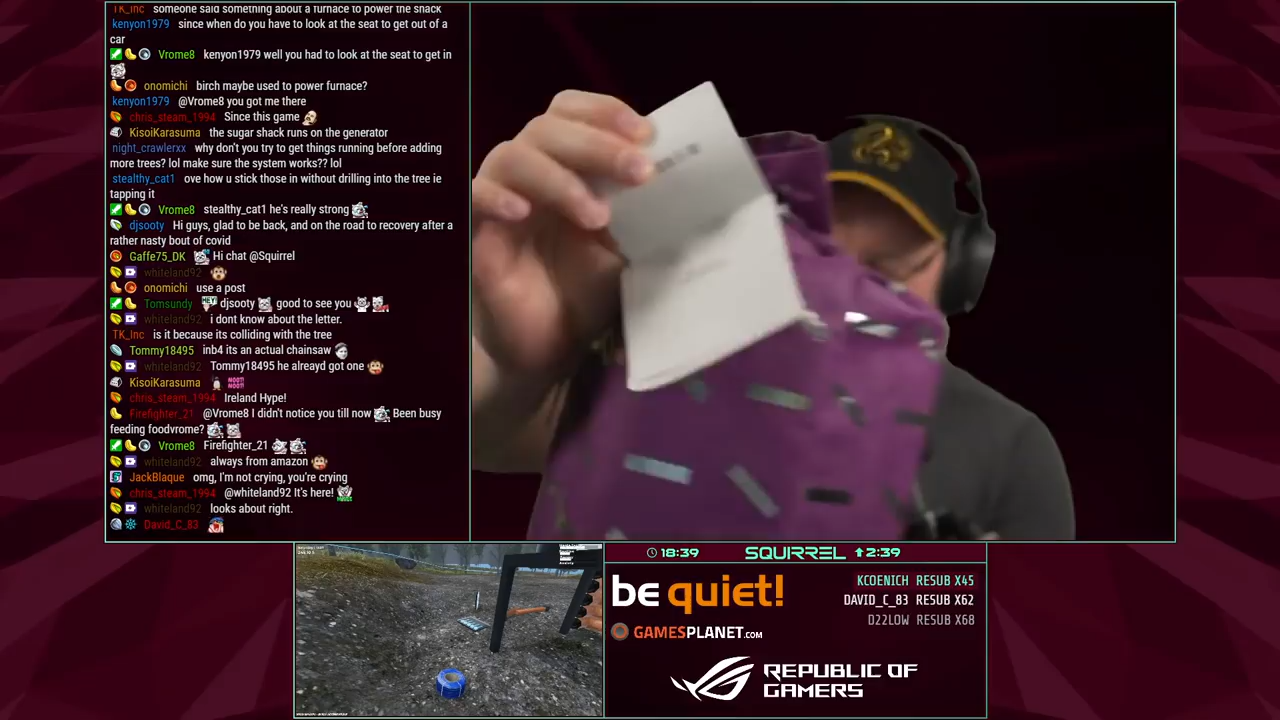 TK_Inc someone said something about a furnace to power the snack
kenyon1979 since when do you have to look at the seat to get out of a
car
Vrome8 kenyon1979 well you had to look at the seat to get in
onomichi birch maybe used to power furnace?
kenyon1979 @Vrome8 you got me there
chris_steam_1994 Since this game
KisoiKarasuma the sugar shack runs on the generator
night_crawlerxx why don't you try to get things running before adding
more trees? lol make sure the system works?? lol
stealthy_cat1 ove how u stick those in without drilling into the tree ie
tapping it
Vrome8 stealthy_cat1 he's really strong
djsooty Hi guys, glad to be back, and on the road to recovery after a
rather nasty bout of covid
Gaffe75_DK Hi chat @Squirrel
whiteland92
onomichi use a post
Tomsundy HEY! djsooty good to see you
whiteland92 i dont know about the letter.
TK_Inc is it because its colliding with the tree
Tommy18495 inb4 its an actual chainsaw
whiteland92 Tommy18495 he alreayd got one
KisoiKarasuma NOOT! NOOT!
chris_steam_1994 Ireland Hype!
Firefighter_21 @Vrome8 I didn't notice you till now Been busy
feeding foodvrome?
Vrome8 Firefighter_21
whiteland92 always from amazon
JackBlaque omg, I'm not crying, you're crying
chris_steam_1994 @whiteland92 It's here!
whiteland92 looks about right.
David_C_83
18:39 SQUIRREL 2:39
be quiet!
GAMESPLANET.COM
KCOENICH RESUB X45
DAVID_C_83 RESUB X62
D22LOW RESUB X68
REPUBLIC OF
GAMERS